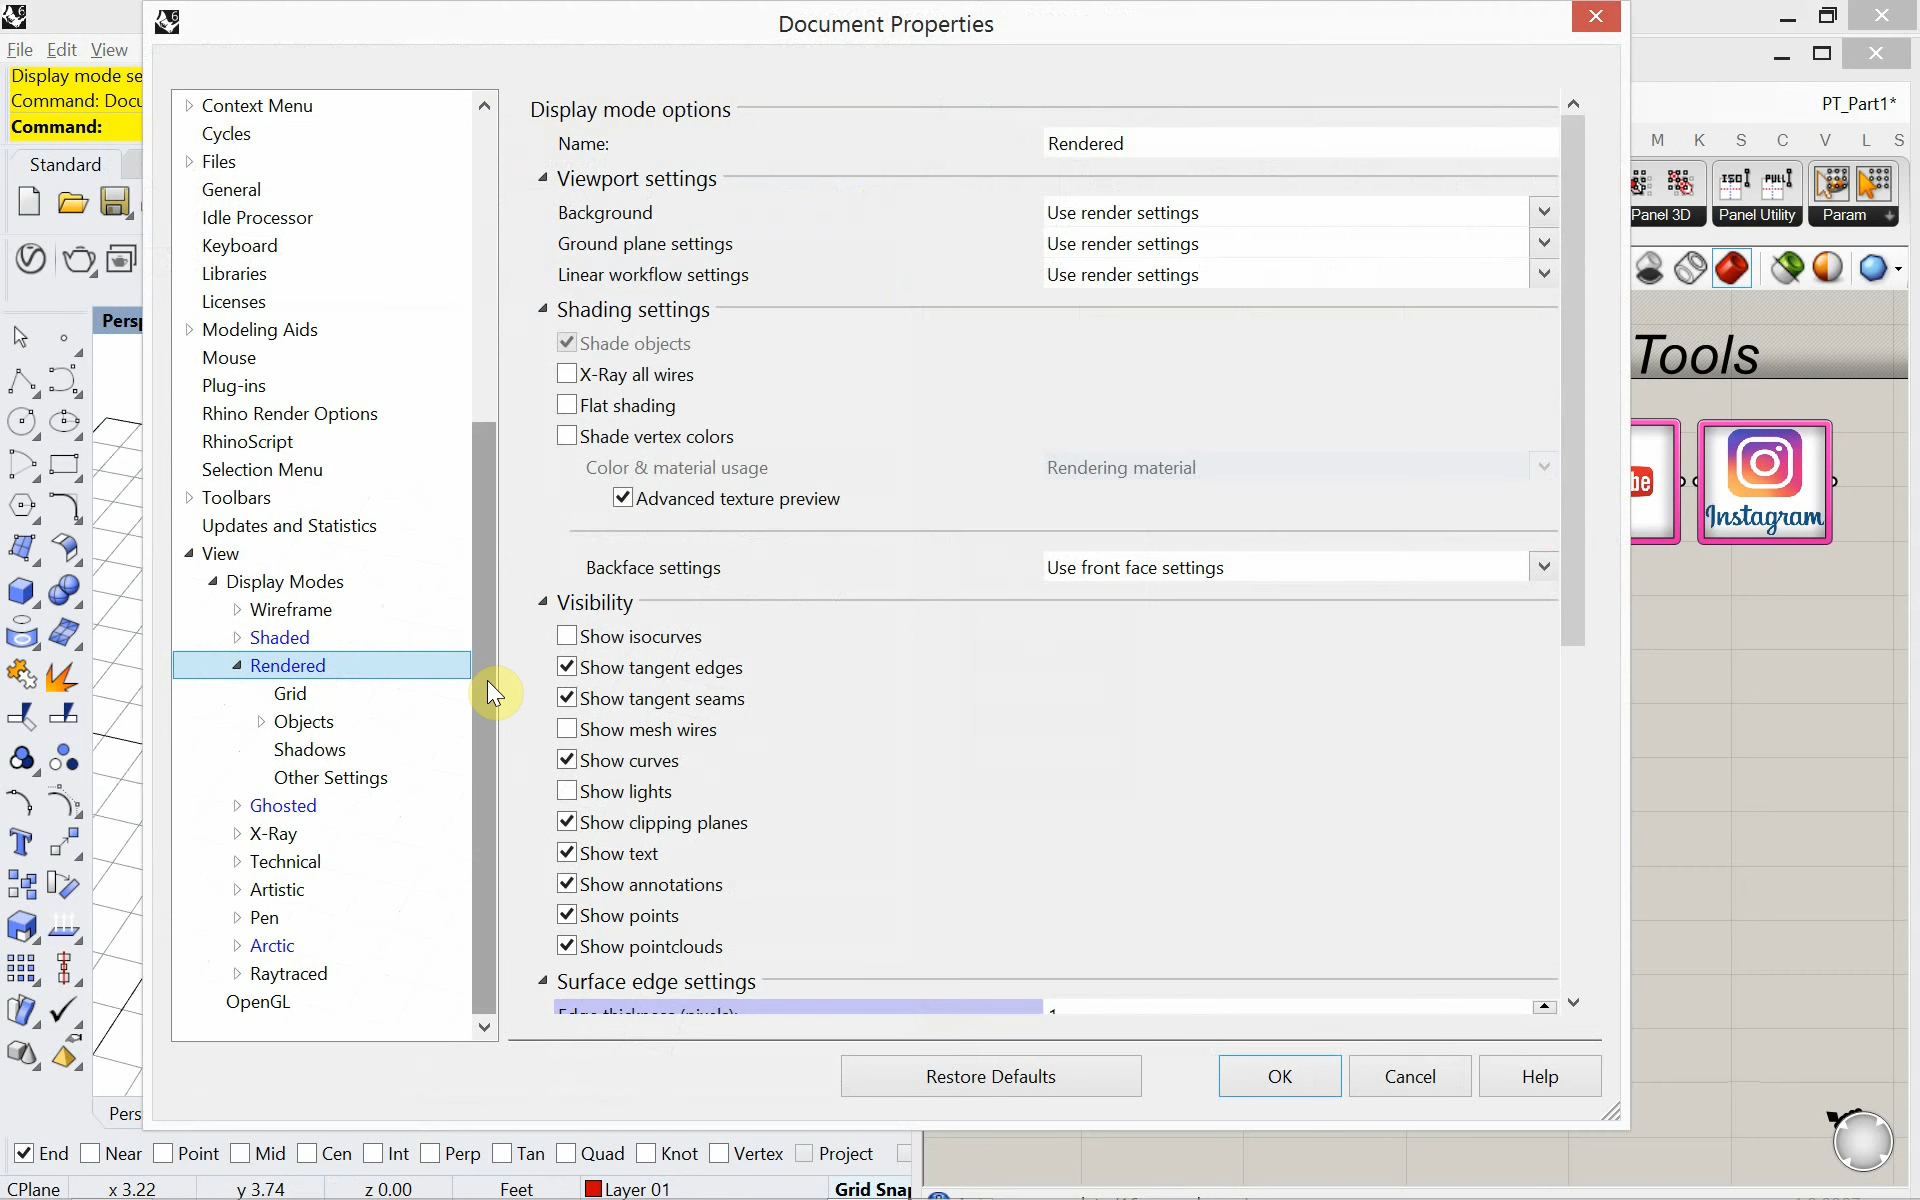 Document Properties
File Edit View
Display mode se
Command: Docu
Command:
Standard
Persp
Pers
Context Menu
Cycles
Files
General
Idle Processor
Keyboard
Libraries
Licenses
Modeling Aids
Mouse
Plug-ins
Rhino Render Options
RhinoScript
Selection Menu
Toolbars
Updates and Statistics
View
Display Modes
Wireframe
Shaded
Rendered
Grid
Objects
Shadows
Other Settings
Ghosted
X-Ray
Technical
Artistic
Pen
Arctic
Raytraced
OpenGL
Display mode options
Name: Rendered
Viewport settings
Background Use render settings
Ground plane settings Use render settings
Linear workflow settings Use render settings
Shading settings
Shade objects
X-Ray all wires
Flat shading
Shade vertex colors
Color & material usage Rendering material
Advanced texture preview
Backface settings Use front face settings
Visibility
Show isocurves
Show tangent edges
Show tangent seams
Show mesh wires
Show curves
Show lights
Show clipping planes
Show text
Show annotations
Show points
Show pointclouds
Surface edge settings
Edge thickness (pixels): 1
Restore Defaults OK Cancel Help
PT_Part1*
M K S C V L S
ISO PULL
Panel 3D Panel Utility Param
Tools
be
Instagram
End Near Point Mid Cen Int Perp Tan Quad Knot Vertex Project
CPlane x 3.22 y 3.74 z 0.00 Feet Layer 01 Grid Snap